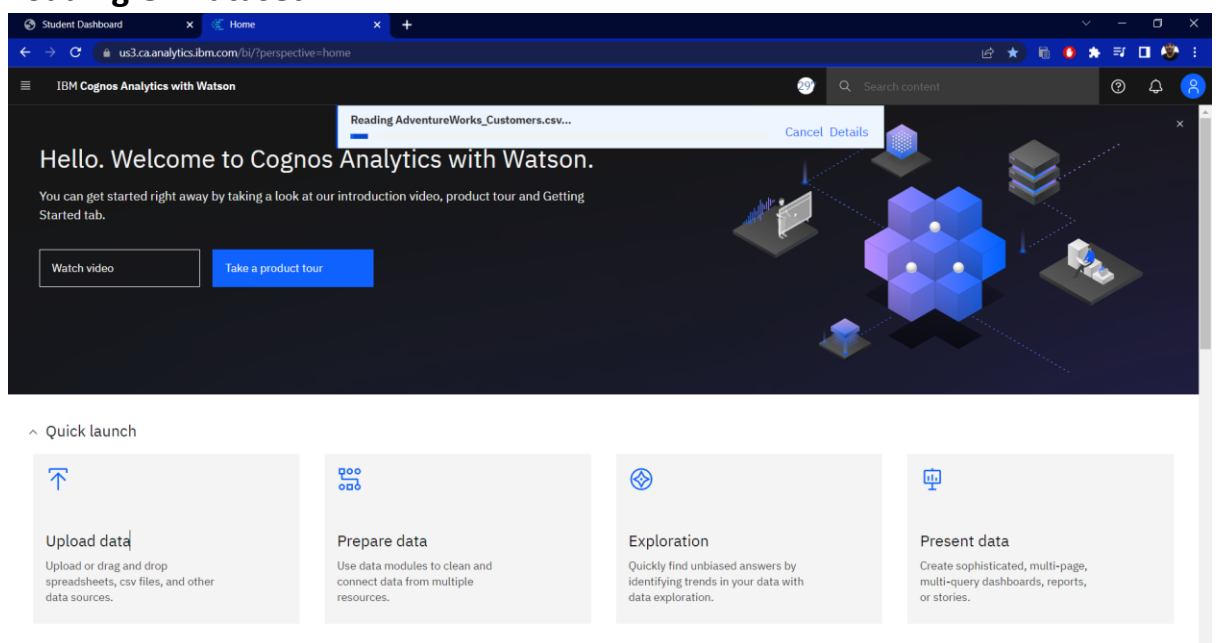 Student Dashboard
Home
us3.ca.analytics.ibm.com/bi/?perspective=home
IBM Cognos Analytics with Watson
Search content
Reading AdventureWorks_Customers.csv...
Cancel Details
Hello. Welcome to Cognos Analytics with Watson.
You can get started right away by taking a look at our introduction video, product tour and Getting
Started tab.
Watch video
Take a product tour
Quick launch
Upload data
Upload or drag and drop
spreadsheets, csv files, and other
data sources.
Prepare data
Use data modules to clean and
connect data from multiple
resources.
Exploration
Quickly find unbiased answers by
identifying trends in your data with
data exploration.
Present data
Create sophisticated, multi-page,
multi-query dashboards, reports,
or stories.